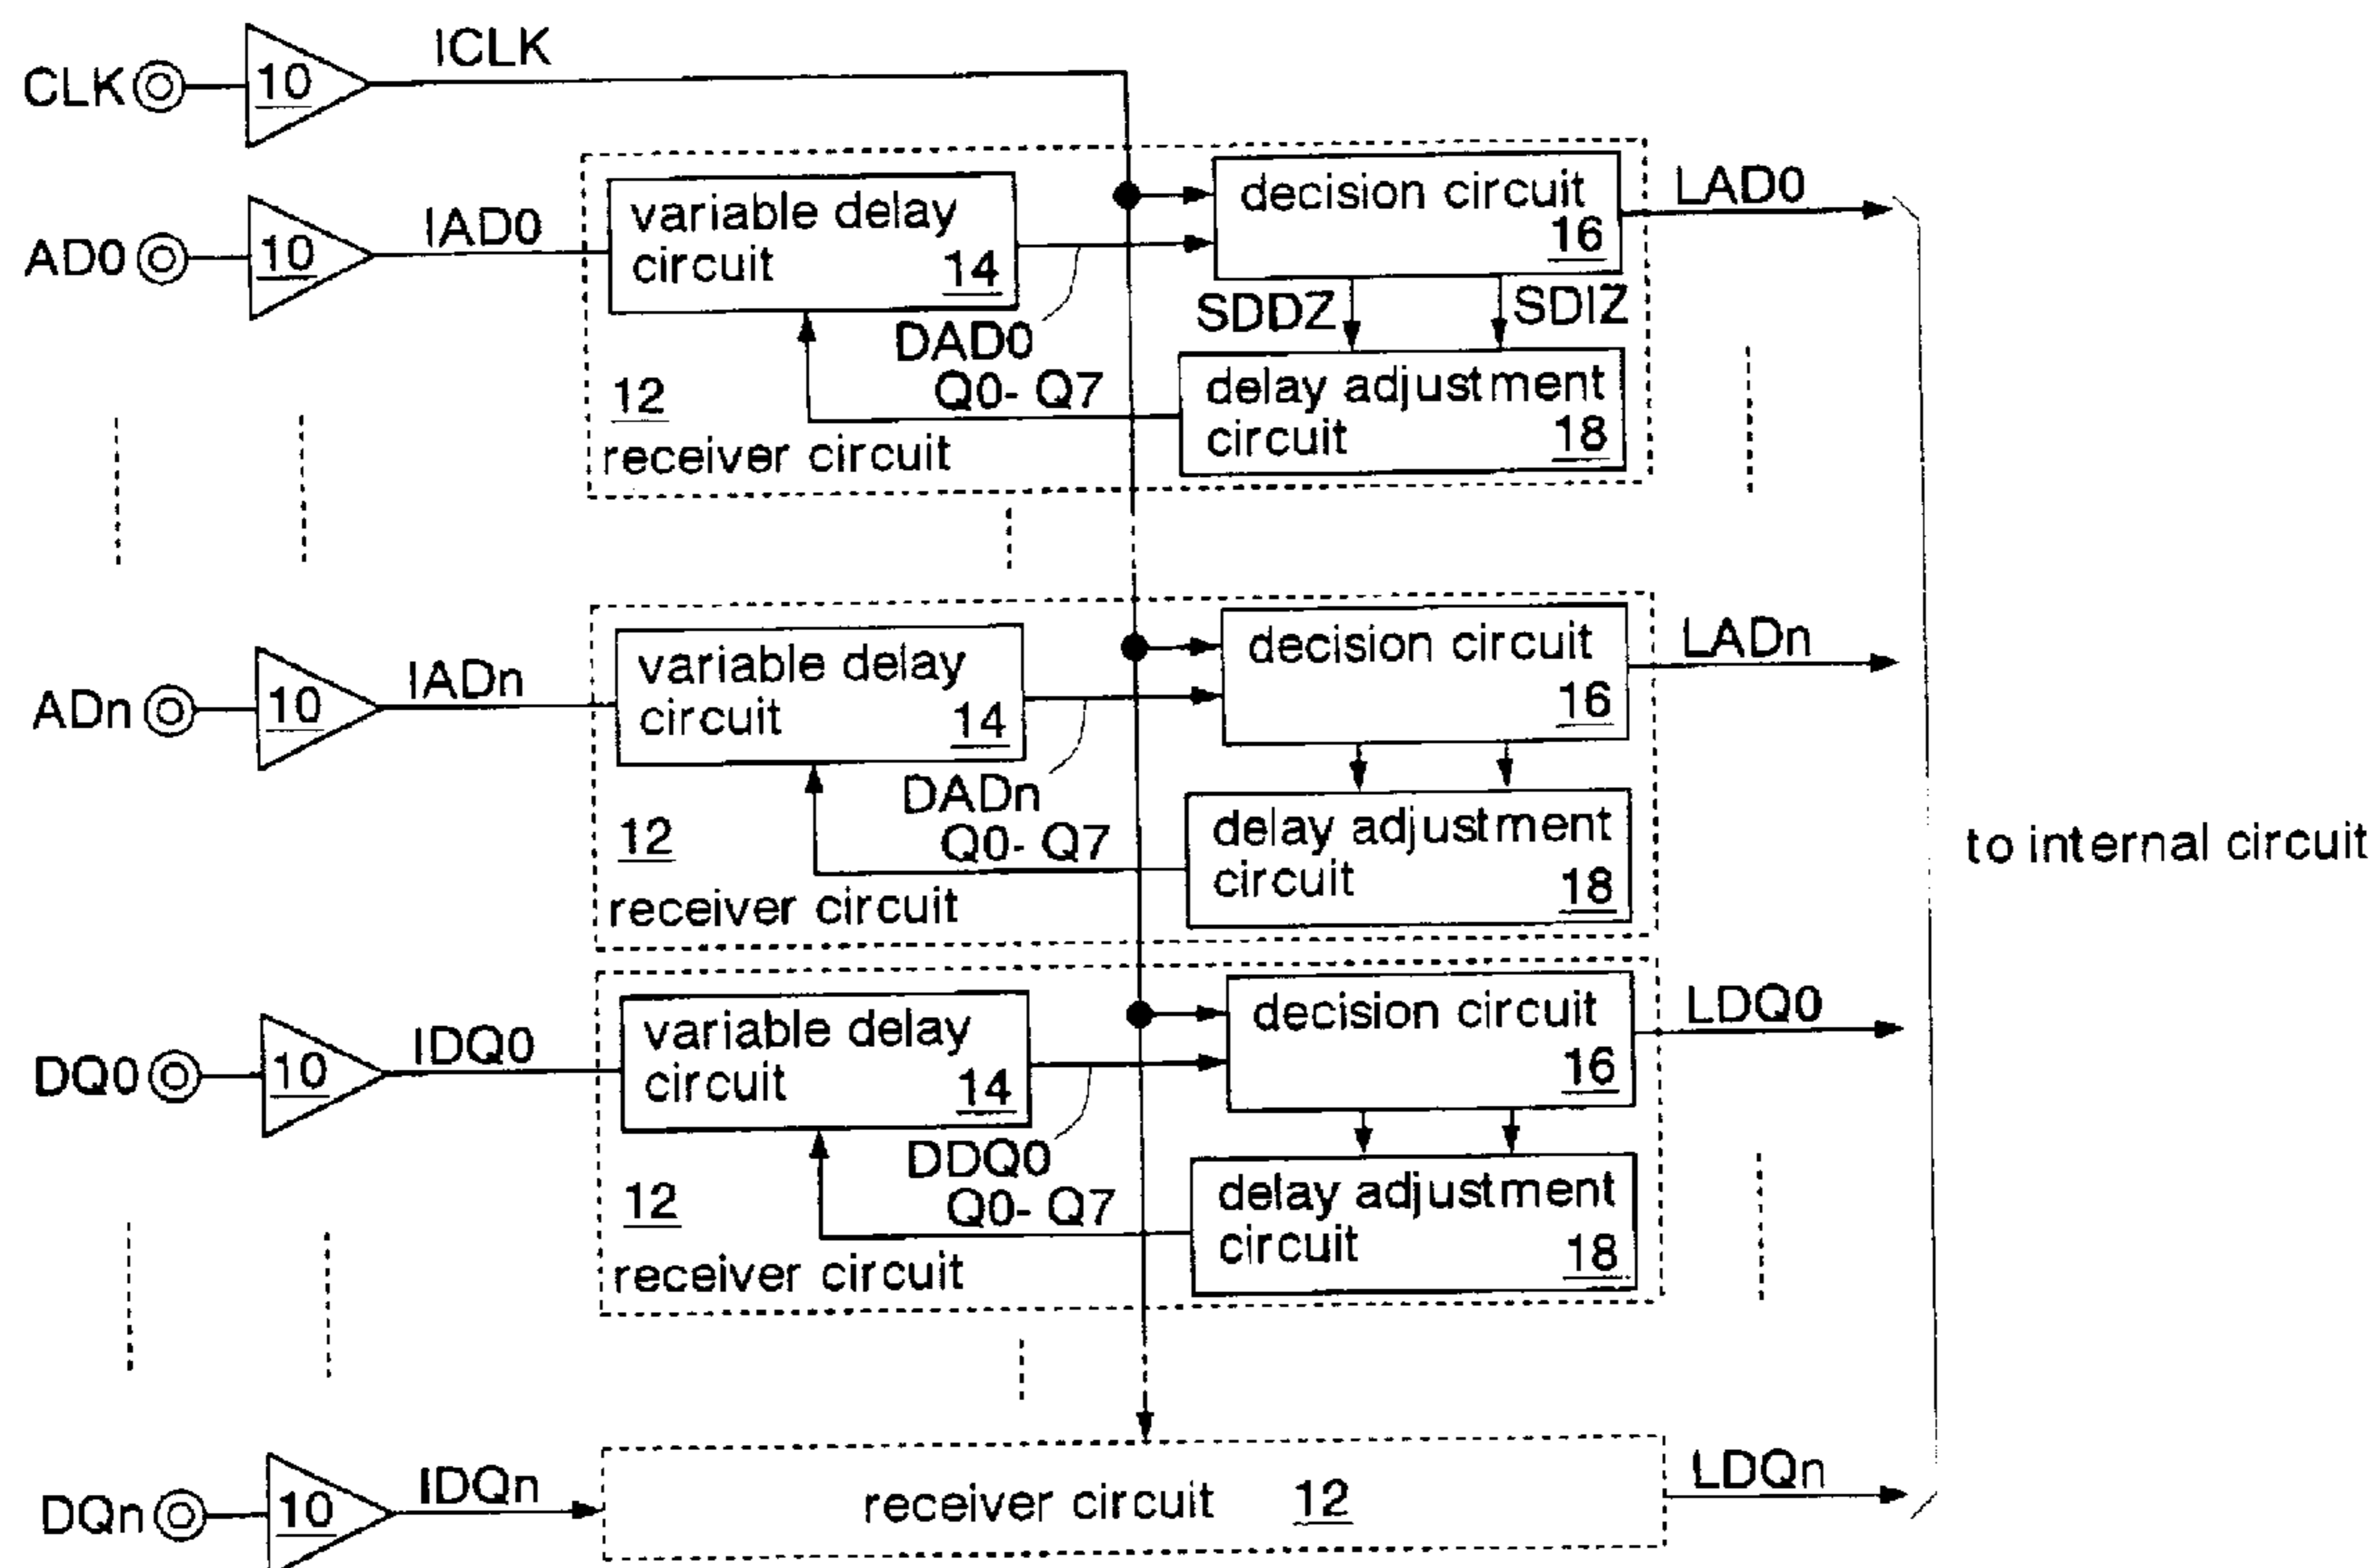 CLK
10
ICLK
AD0
10
IAD0
variable delay
circuit
14
decision circuit
16
LAD0
DAD0
SDDZ
SDIZ
Q0- Q7
delay adjustment
circuit
18
12
receiver circuit
ADn
10
IADn
variable delay
circuit
14
decision circuit
16
LADn
DADn
Q0- Q7
delay adjustment
circuit
18
12
receiver circuit
to internal circuit
DQ0
10
IDQ0
variable delay
circuit
14
decision circuit
16
LDQ0
DDQ0
Q0- Q7
delay adjustment
circuit
18
12
receiver circuit
DQn
10
IDQn
receiver circuit 12
LDQn